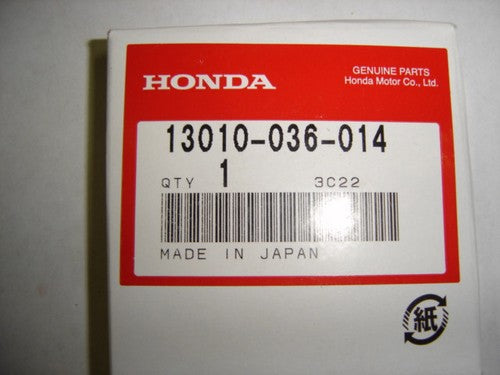 HONDA
GENUINE PARTS
Honda Motor Co., Ltd.
13010-036-014
QTY 1 3C22
MADE IN JAPAN
紙